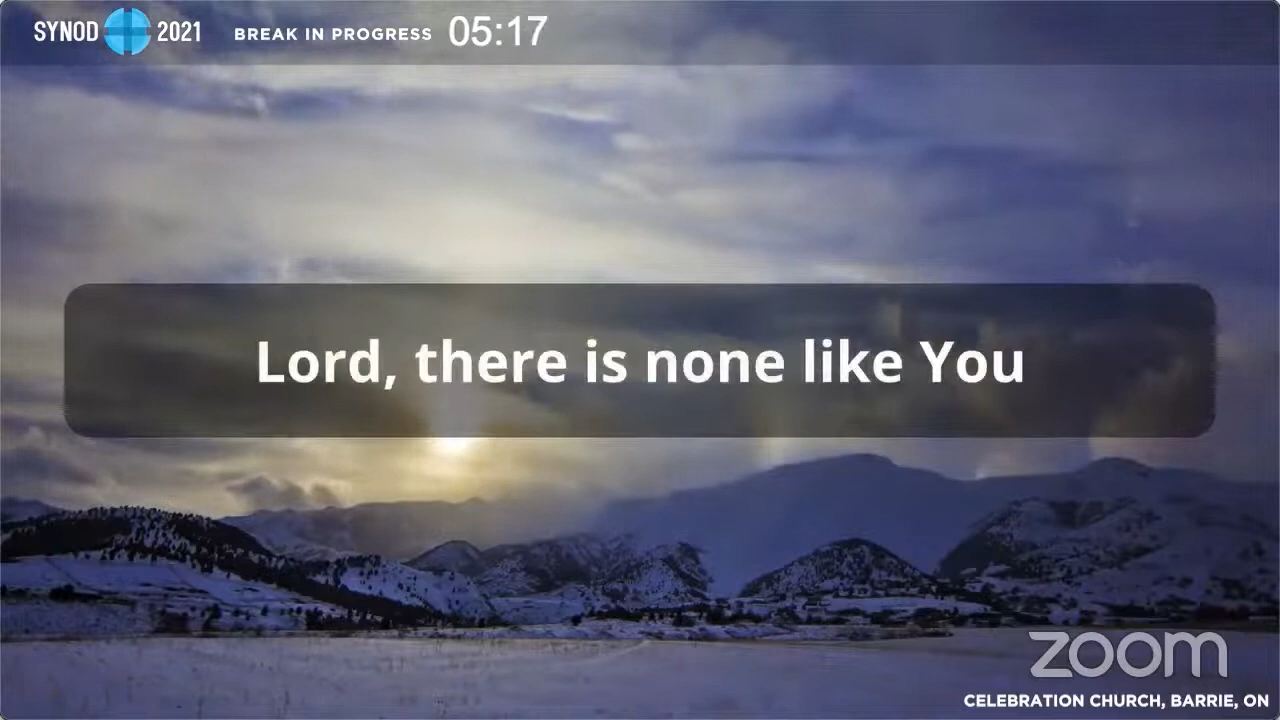 SYNOD 2021 BREAK IN PROGRESS 05:17
Lord, there is none like You
zoom
CELEBRATION CHURCH, BARRIE, ON